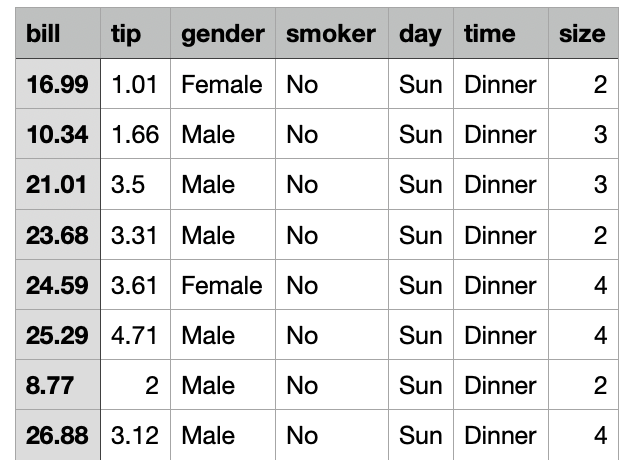 bill tip gender smoker day time size
16.99 1.01 Female No Sun Dinner 2
10.34 1.66 Male No Sun Dinner 3
21.01 3.5 Male No Sun Dinner 3
23.68 3.31 Male No Sun Dinner 2
24.59 3.61 Female No Sun Dinner 4
25.29 4.71 Male No Sun Dinner 4
8.77 2 Male No Sun Dinner 2
26.88 3.12 Male No Sun Dinner 4